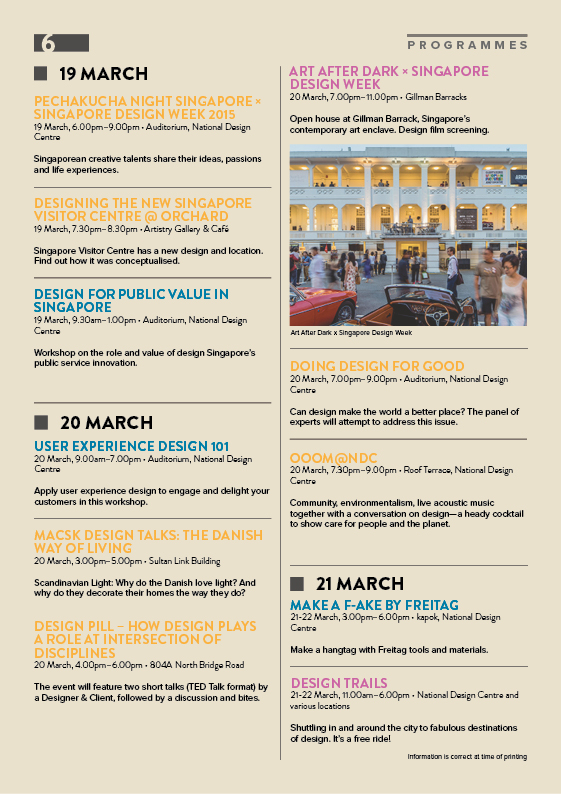 6
PROGRAMMES
19 MARCH
PECHAKUCHA NIGHT SINGAPORE ×
SINGAPORE DESIGN WEEK 2015
19 March, 6.00pm–9.00pm • Auditorium, National Design
Centre
Singaporean creative talents share their ideas, passions
and life experiences.
DESIGNING THE NEW SINGAPORE
VISITOR CENTRE @ ORCHARD
19 March, 7.30pm–8.30pm • Artistry Gallery & Café
Singapore Visitor Centre has a new design and location.
Find out how it was conceptualised.
DESIGN FOR PUBLIC VALUE IN
SINGAPORE
19 March, 9.30am–1.00pm • Auditorium, National Design
Centre
Workshop on the role and value of design Singapore's
public service innovation.
20 MARCH
USER EXPERIENCE DESIGN 101
20 March, 9.00am–7.00pm • Auditorium, National Design
Centre
Apply user experience design to engage and delight your
customers in this workshop.
MACSK DESIGN TALKS: THE DANISH
WAY OF LIVING
20 March, 3.00pm–5.00pm • Sultan Link Building
Scandinavian Light: Why do the Danish love light? And
why do they decorate their homes the way they do?
DESIGN PILL – HOW DESIGN PLAYS
A ROLE AT INTERSECTION OF
DISCIPLINES
20 March, 4.00pm–6.00pm • 804A North Bridge Road
The event will feature two short talks (TED Talk format) by
a Designer & Client, followed by a discussion and bites.
ART AFTER DARK × SINGAPORE
DESIGN WEEK
20 March, 7.00pm–11.00pm • Gillman Barracks
Open house at Gillman Barrack, Singapore's
contemporary art enclave. Design film screening.
Art After Dark x Singapore Design Week
DOING DESIGN FOR GOOD
20 March, 7.00pm–9.00pm • Auditorium, National Design
Centre
Can design make the world a better place? The panel of
experts will attempt to address this issue.
OOOM@NDC
20 March, 7.30pm–9.00pm • Roof Terrace, National Design
Centre
Community, environmentalism, live acoustic music
together with a conversation on design—a heady cocktail
to show care for people and the planet.
21 MARCH
MAKE A F-AKE BY FREITAG
21-22 March, 3.00pm–6.00pm • kapok, National Design
Centre
Make a hangtag with Freitag tools and materials.
DESIGN TRAILS
21-22 March, 11.00am–6.00pm • National Design Centre and
various locations
Shuttling in and around the city to fabulous destinations
of design. It's a free ride!
Information is correct at time of printing